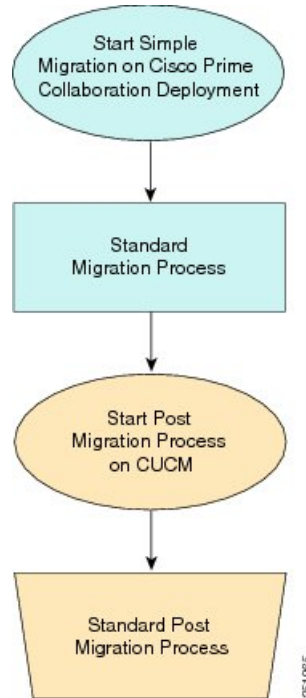 Start Simple
Migration on Cisco Prime
Collaboration Deployment
Standard
Migration Process
Start Post
Migration Process
on CUCM
Standard Post
Migration Process